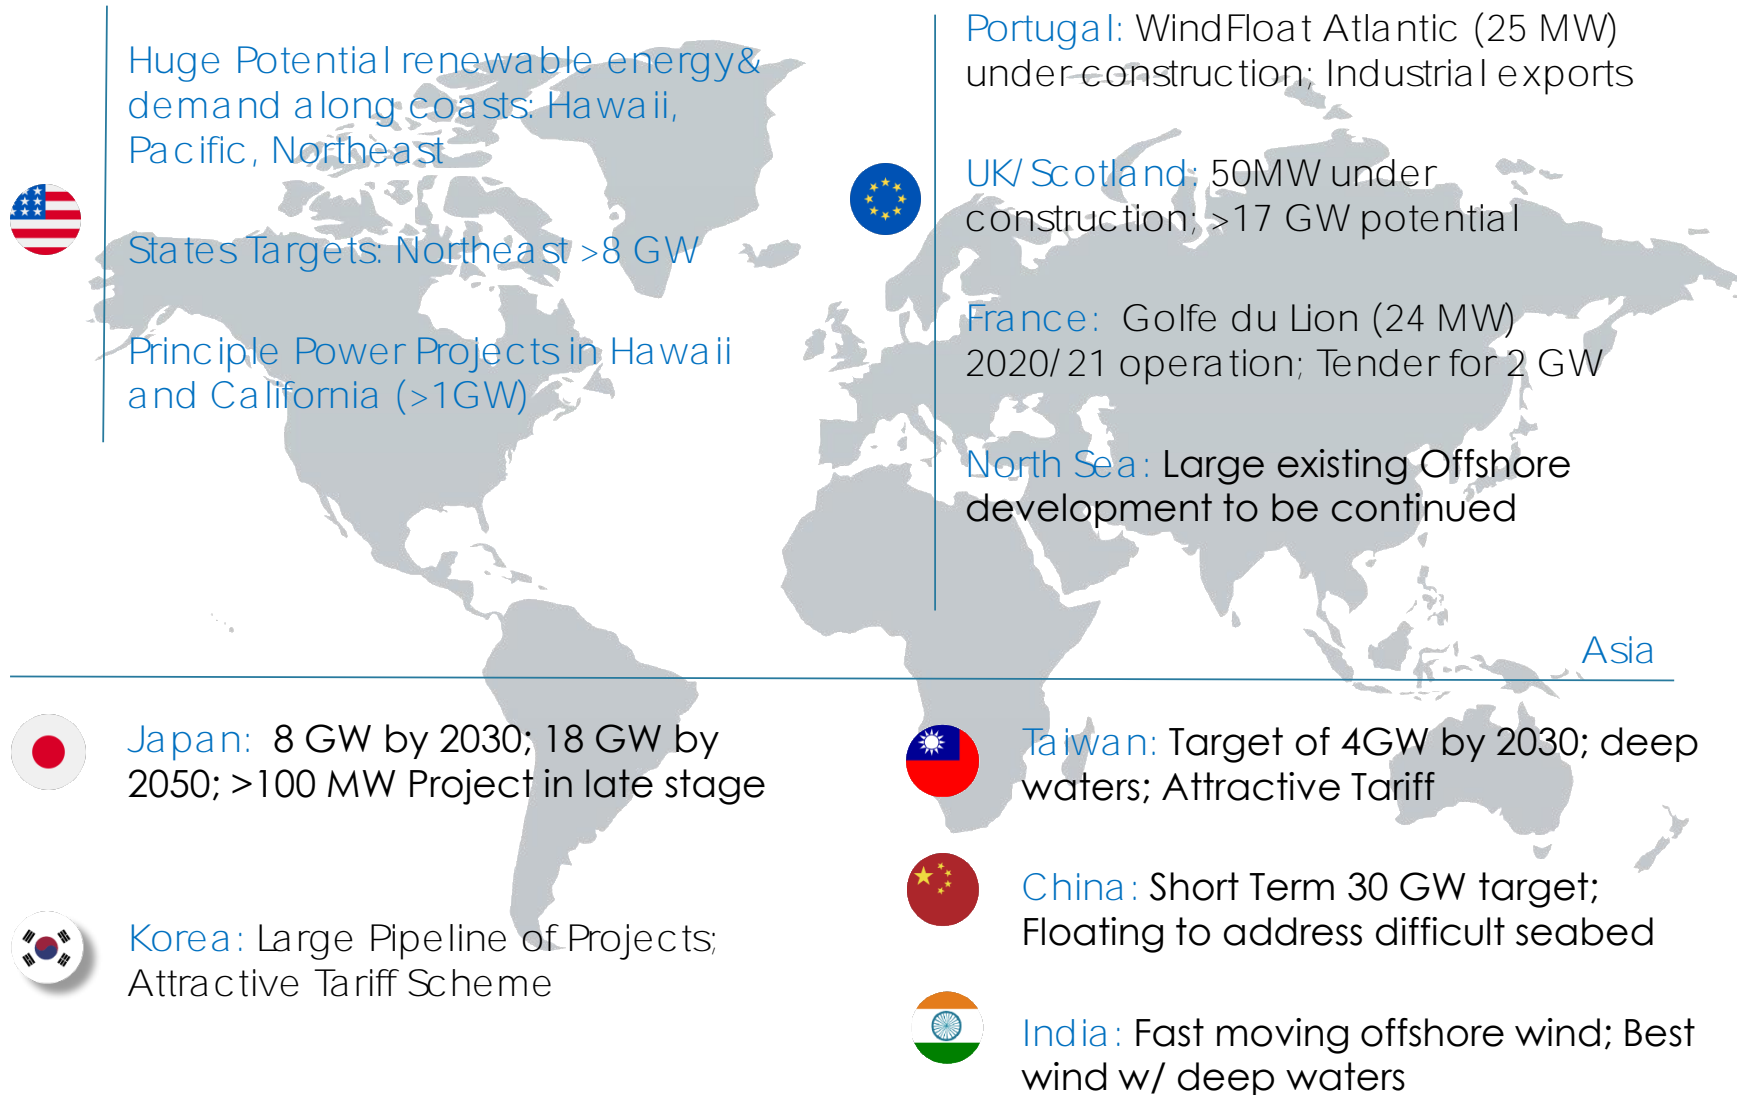 Huge Potential renewable energy&
demand along coasts: Hawaii,
Pacific, Northeast
States Targets: Northeast >8 GW
Principle Power Projects in Hawaii
and California (>1GW)
Portugal: WindFloat Atlantic (25 MW)
under construction; Industrial exports
UK/Scotland: 50MW under
construction; >17 GW potential
France: Golfe du Lion (24 MW)
2020/21 operation; Tender for 2 GW
North Sea: Large existing Offshore
development to be continued
Asia
Japan: 8 GW by 2030; 18 GW by
2050; >100 MW Project in late stage
Korea: Large Pipeline of Projects;
Attractive Tariff Scheme
Taiwan: Target of 4GW by 2030; deep
waters; Attractive Tariff
China: Short Term 30 GW target;
Floating to address difficult seabed
India: Fast moving offshore wind; Best
wind w/ deep waters